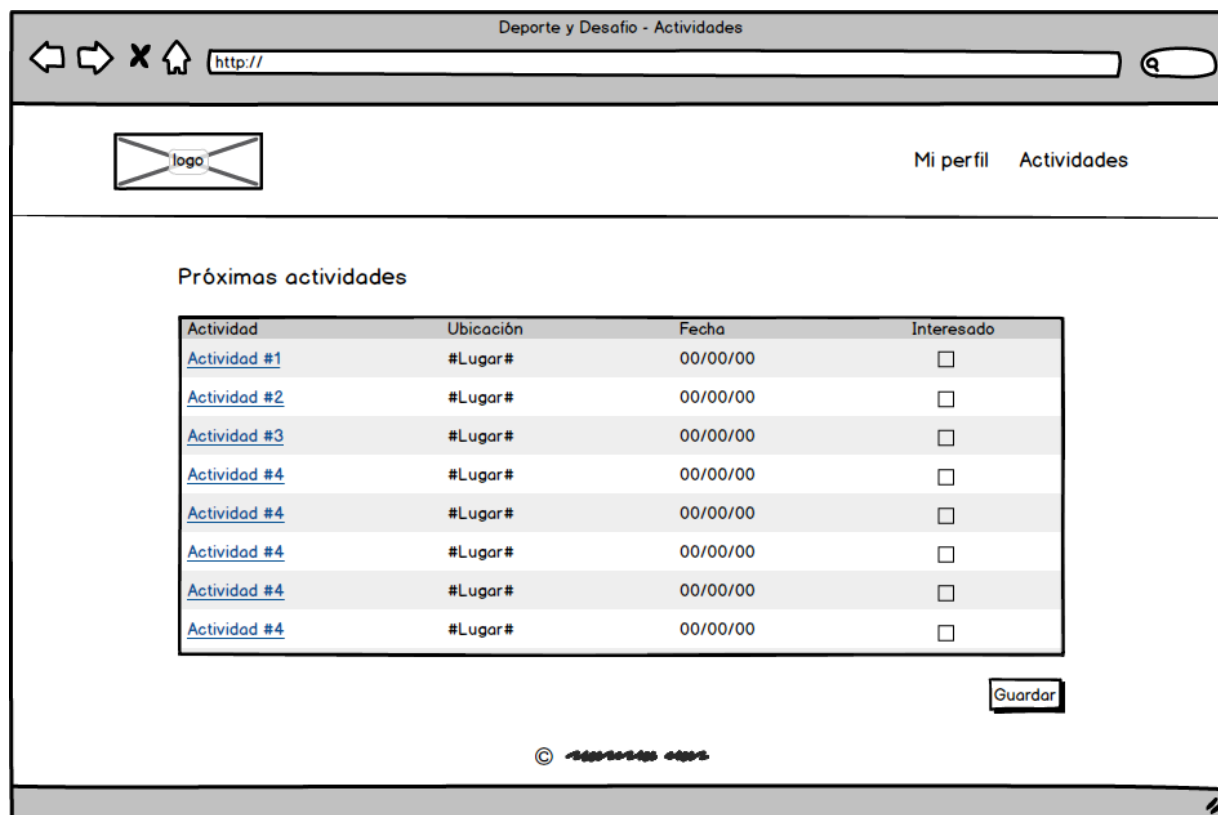 Deporte y Desafio - Actividades
http://
logo
Mi perfil Actividades
Próximas actividades
Actividad Ubicación Fecha Interesado
Actividad #1 #Lugar# 00/00/00
Actividad #2 #Lugar# 00/00/00
Actividad #3 #Lugar# 00/00/00
Actividad #4 #Lugar# 00/00/00
Actividad #4 #Lugar# 00/00/00
Actividad #4 #Lugar# 00/00/00
Actividad #4 #Lugar# 00/00/00
Actividad #4 #Lugar# 00/00/00
Guardar
©